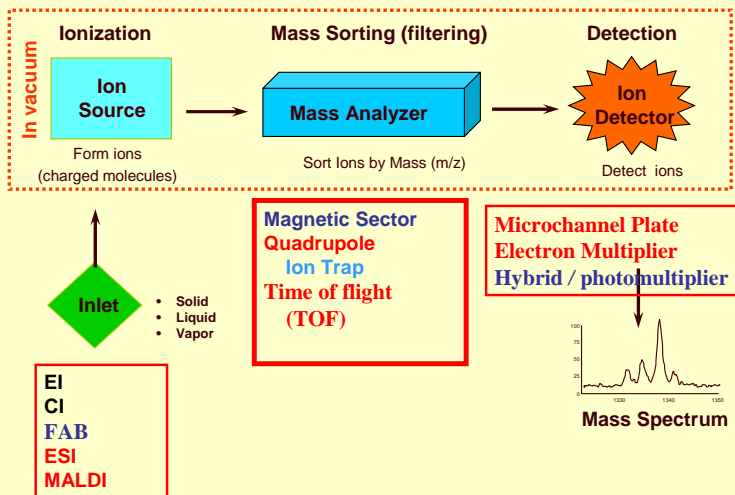 Ionization
Mass Sorting (filtering)
Detection
In vacuum
Ion
Source
Mass Analyzer
Ion
Detector
Form ions
(charged molecules)
Sort Ions by Mass (m/z)
Detect ions
Inlet
• Solid
• Liquid
• Vapor
EI
CI
FAB
ESI
MALDI
Magnetic Sector
Quadrupole
Ion Trap
Time of flight
(TOF)
Microchannel Plate
Electron Multiplier
Hybrid / photomultiplier
100
75
50
25
0
1330
1340
1350
Mass Spectrum